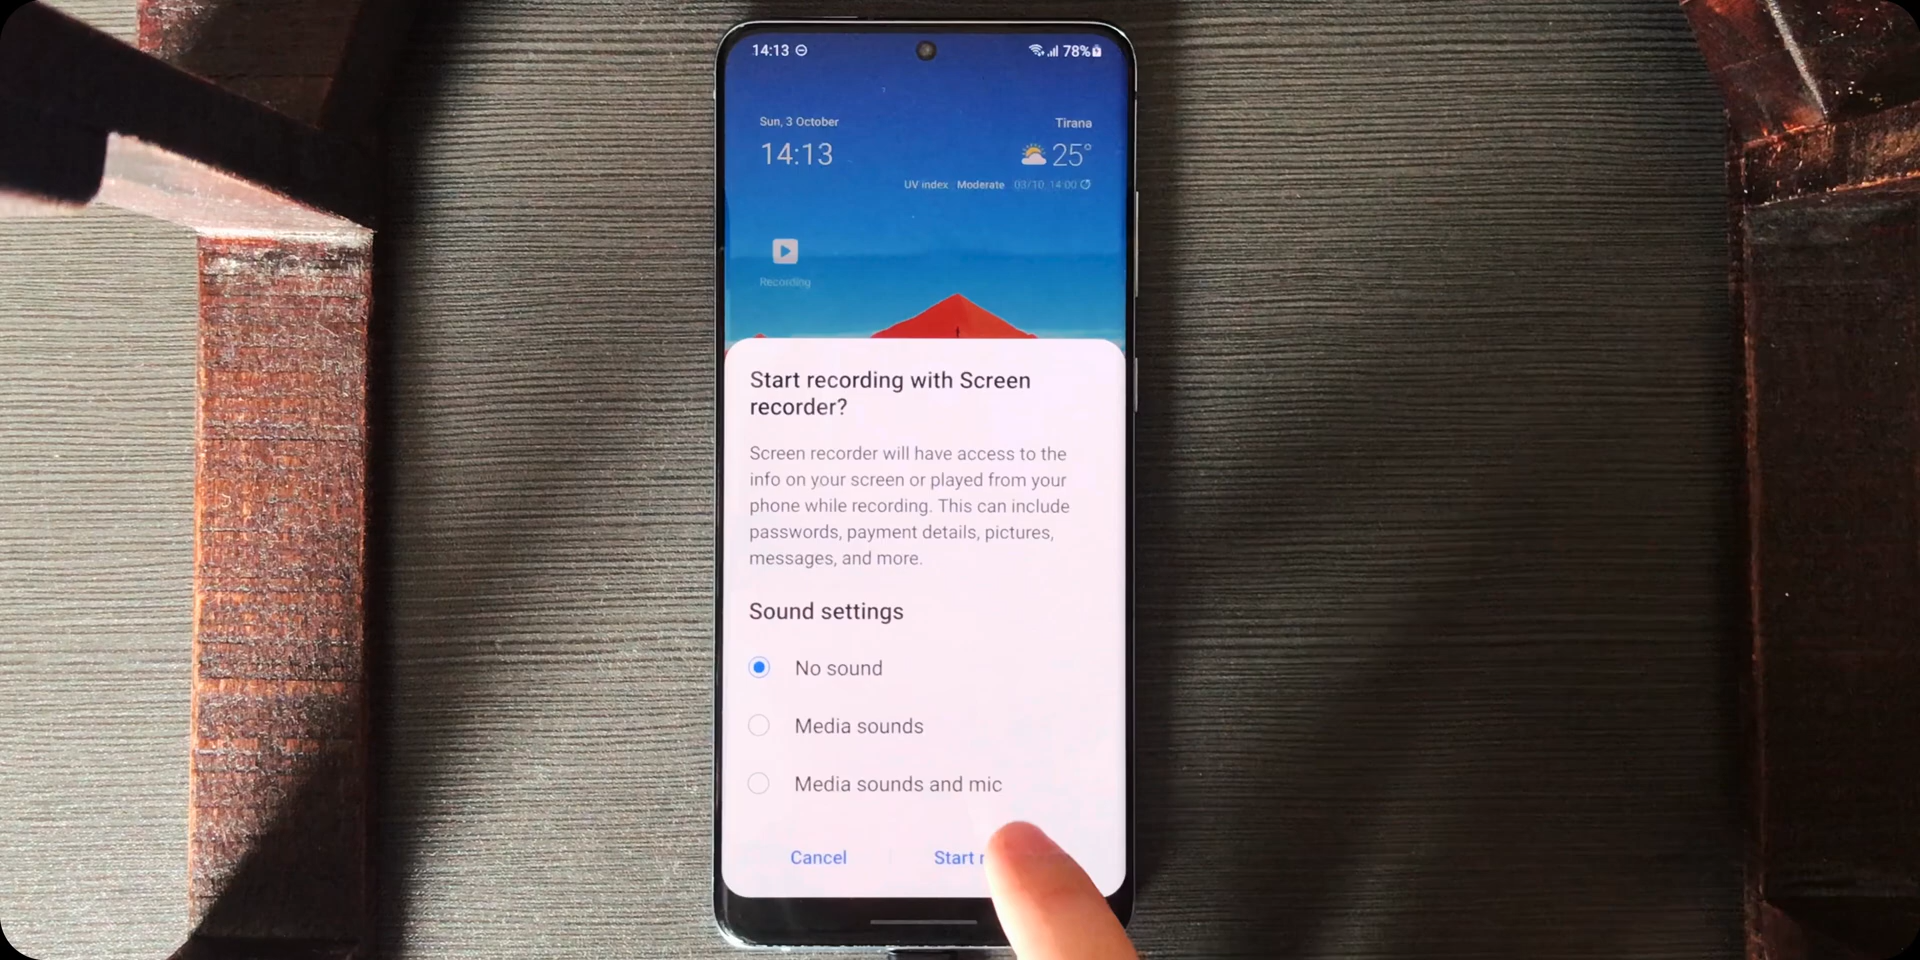 14:13
78%
Sun, 3 October
Tirana
14:13
25°
UV index Moderate 03/10, 14:00
Recording
Start recording with Screen
recorder?
Screen recorder will have access to the
info on your screen or played from your
phone while recording. This can include
passwords, payment details, pictures,
messages, and more.
Sound settings
No sound
Media sounds
Media sounds and mic
Cancel
Start